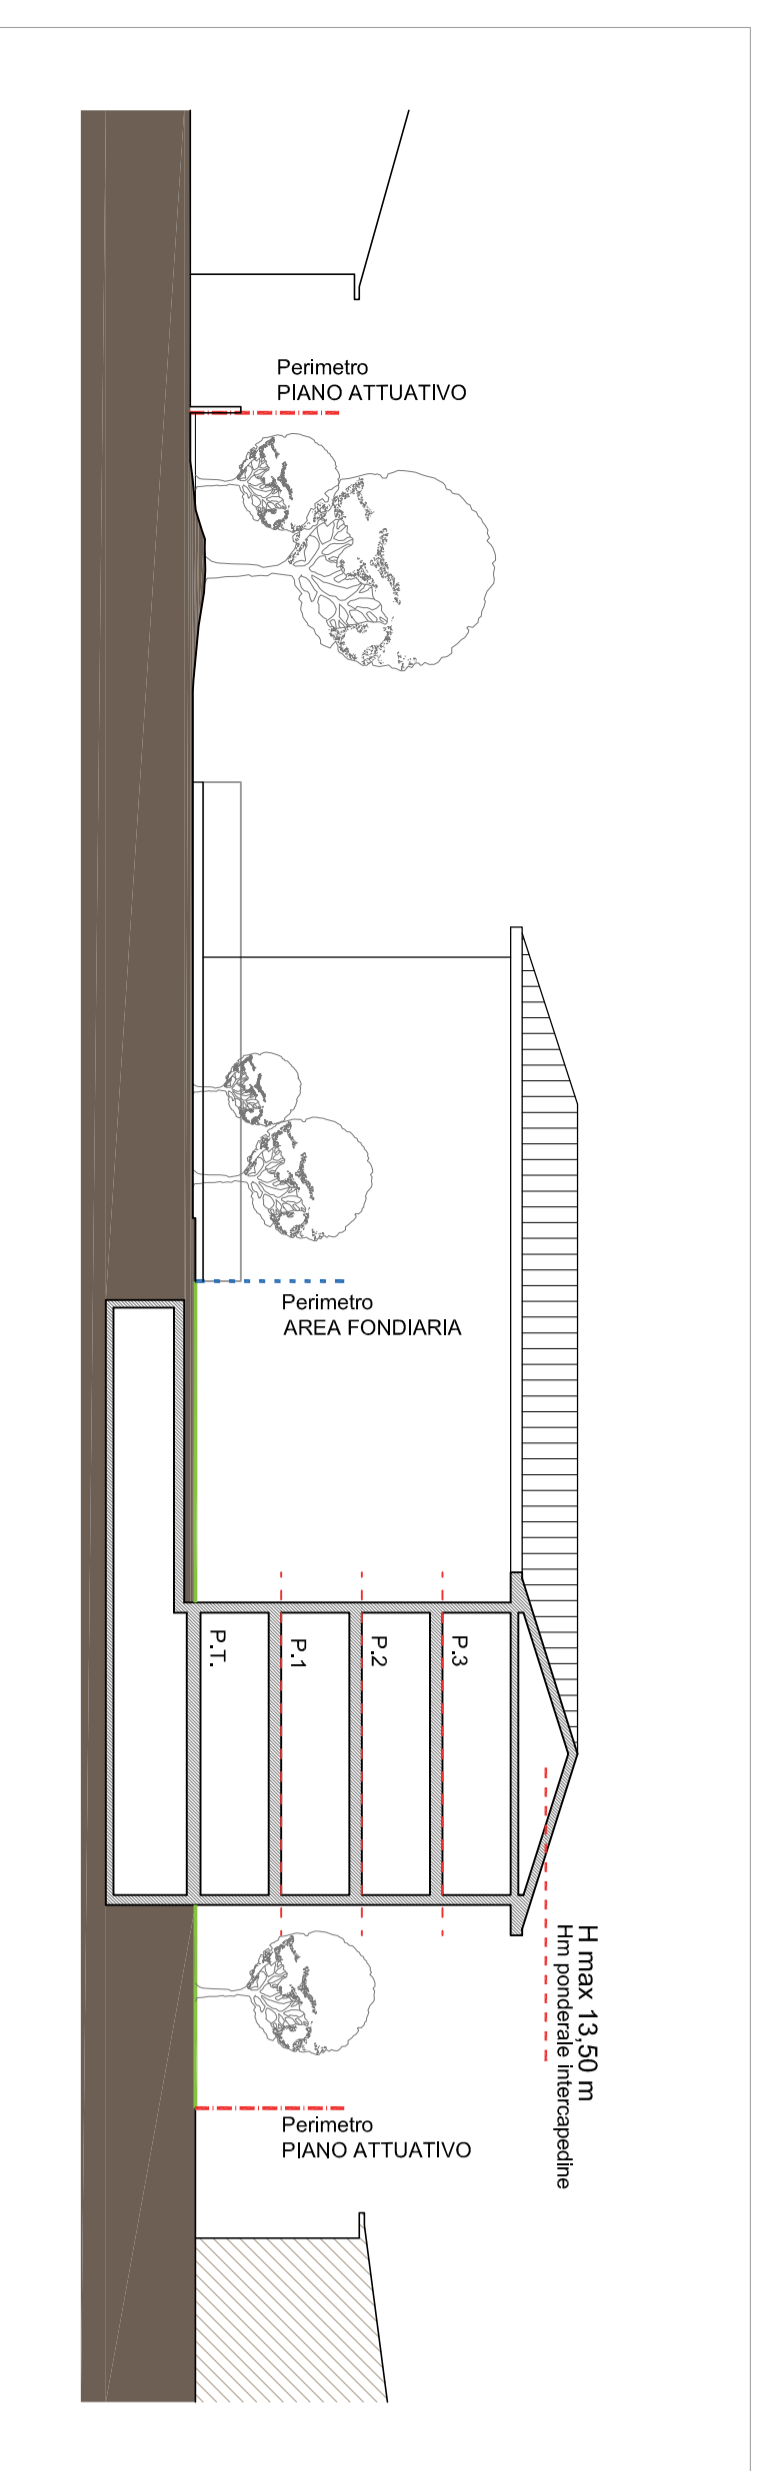 Perimetro
PIANO ATTUATIVO
Perimetro
AREA FONDIARIA
P.3
P.2
P.1
P.T.
H max 13,50 m
Hm ponderale intercapedine
Perimetro
PIANO ATTUATIVO